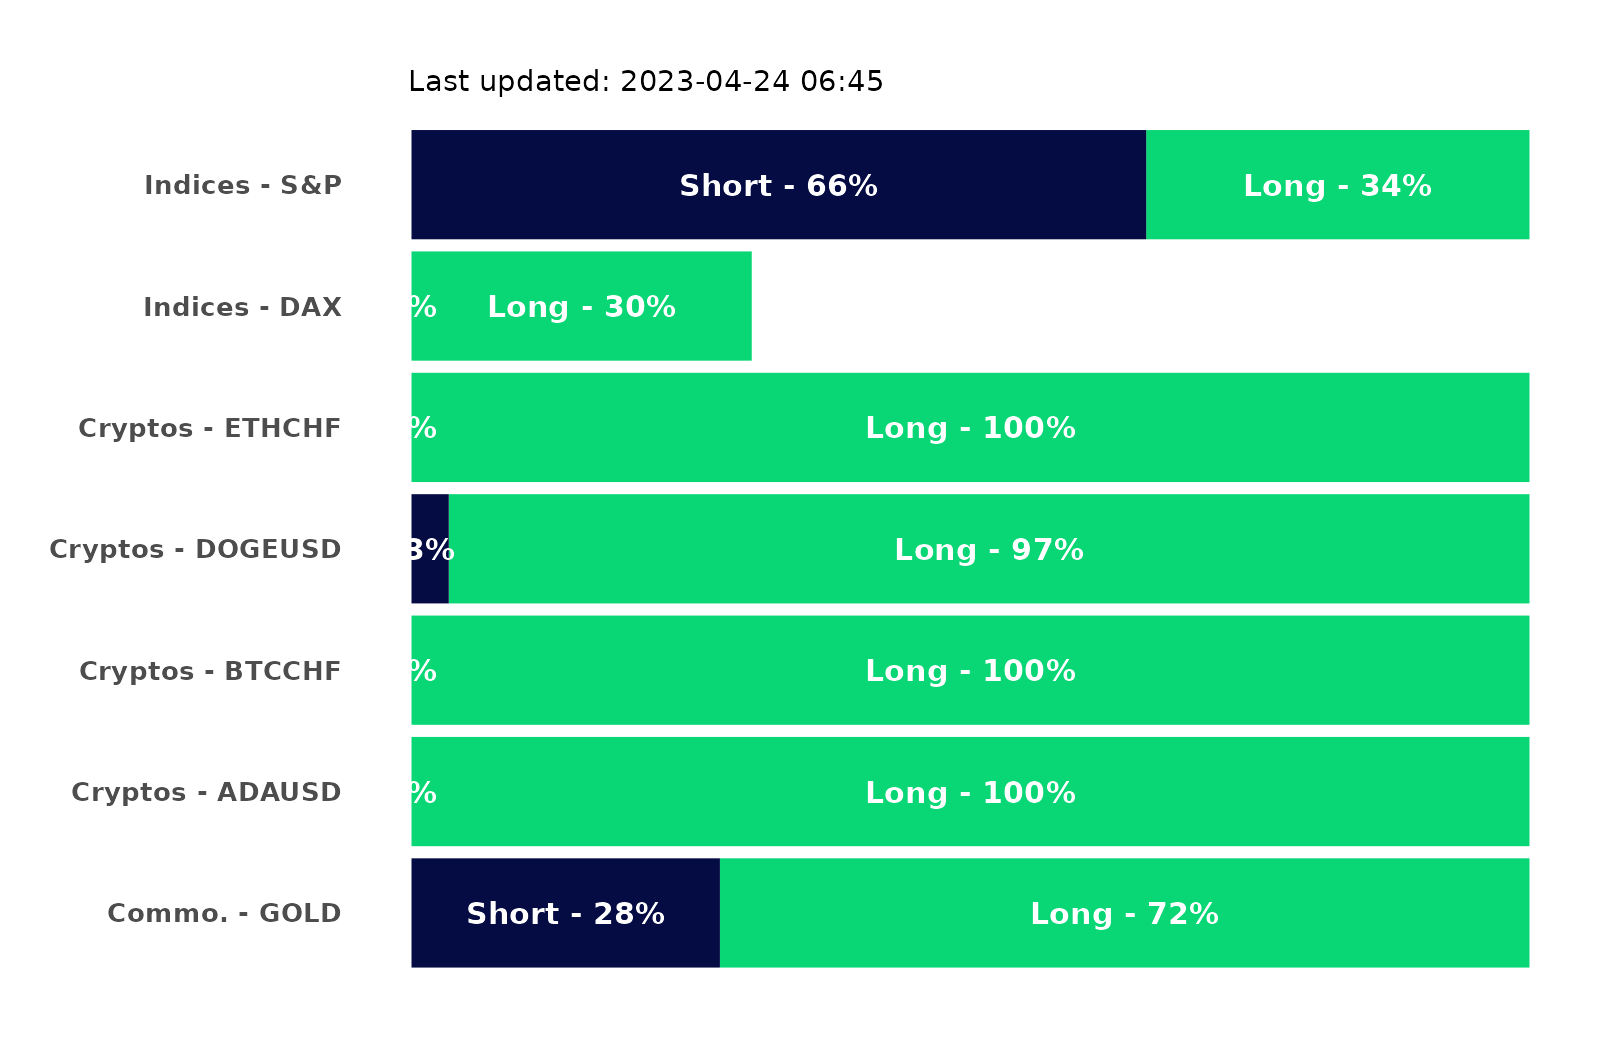 Last updated: 2023-04-24 06:45
Indices - S&P Short - 66% Long - 34%
Indices - DAX % Long - 30%
Cryptos - ETHCHF % Long - 100%
Cryptos - DOGEUSD 3% Long - 97%
Cryptos - BTCCHF % Long - 100%
Cryptos - ADAUSD % Long - 100%
Commo. - GOLD Short - 28% Long - 72%